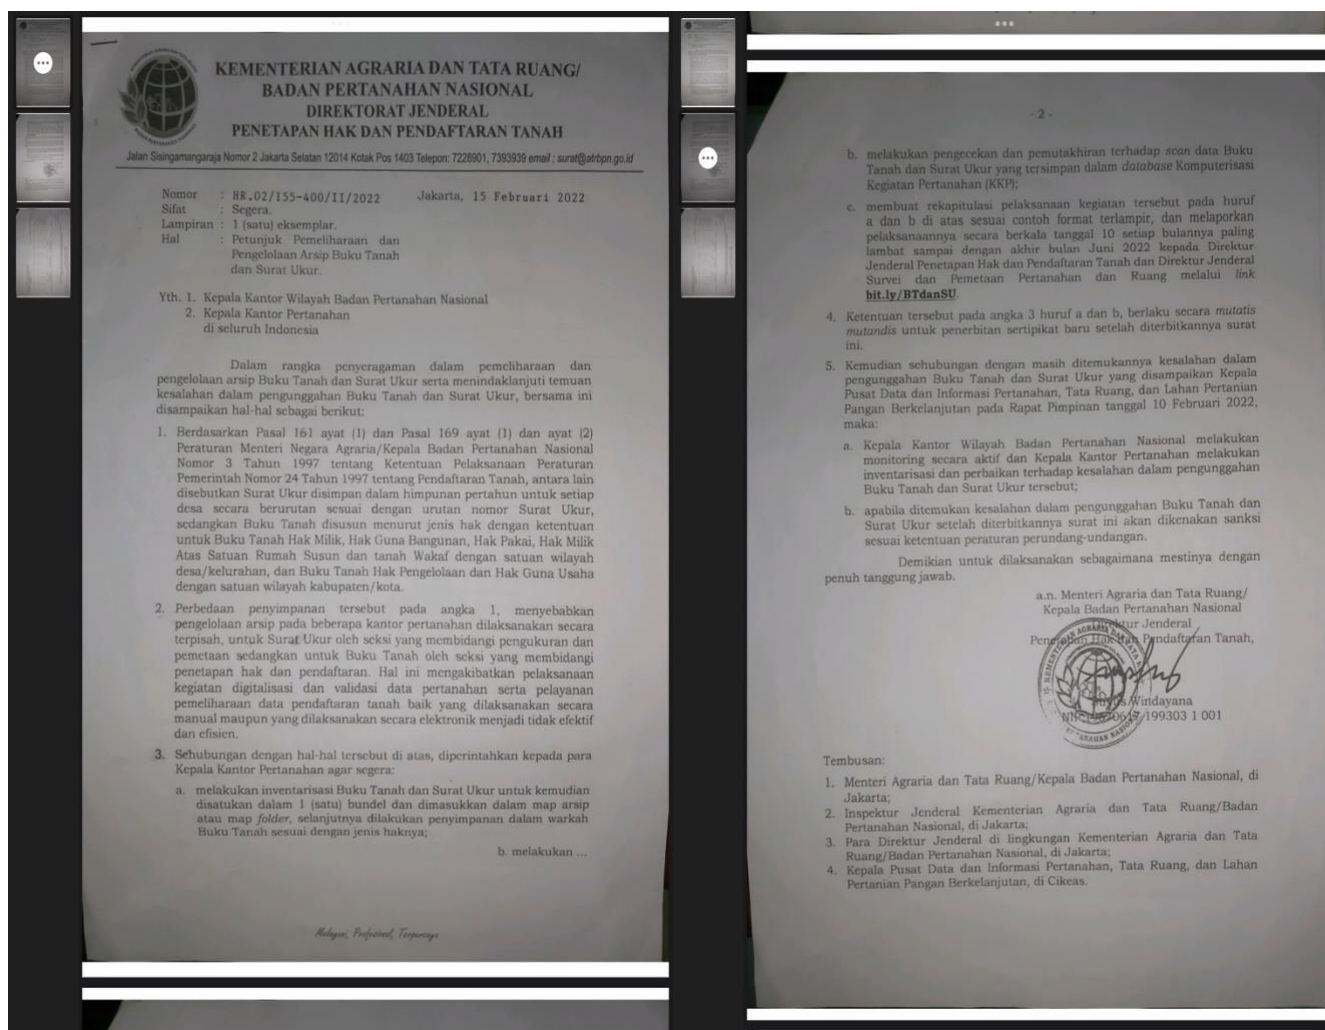 KEMENTERIAN AGRARIA DAN TATA RUANG/
BADAN PERTANAHAN NASIONAL
DIREKTORAT JENDERAL
PENETAPAN HAK DAN PENDAFTARAN TANAH
Jalan Sisingamangaraja Nomor 2 Jakarta Selatan 12014 Kotak Pos 1403 Telepon: 7228901, 7393939 email : surat@atrbpn.go.id
Nomor : HR.02/155-400/II/2022 Jakarta, 15 Februari 2022
Sifat : Segera.
Lampiran : 1 (satu) eksemplar.
Hal : Petunjuk Pemeliharaan dan
Pengelolaan Arsip Buku Tanah
dan Surat Ukur.
Yth. 1. Kepala Kantor Wilayah Badan Pertanahan Nasional
2. Kepala Kantor Pertanahan
di seluruh Indonesia
Dalam rangka penyeragaman dalam pemeliharaan dan
pengelolaan arsip Buku Tanah dan Surat Ukur serta menindaklanjuti temuan
kesalahan dalam pengunggahan Buku Tanah dan Surat Ukur, bersama ini
disampaikan hal-hal sebagai berikut:
1. Berdasarkan Pasal 161 ayat (1) dan Pasal 169 ayat (1) dan ayat (2)
Peraturan Menteri Negara Agraria/Kepala Badan Pertanahan Nasional
Nomor 3 Tahun 1997 tentang Ketentuan Pelaksanaan Peraturan
Pemerintah Nomor 24 Tahun 1997 tentang Pendaftaran Tanah, antara lain
disebutkan Surat Ukur disimpan dalam himpunan pertahun untuk setiap
desa secara berurutan sesuai dengan urutan nomor Surat Ukur,
sedangkan Buku Tanah disusun menurut jenis hak dengan ketentuan
untuk Buku Tanah Hak Milik, Hak Guna Bangunan, Hak Pakai, Hak Milik
Atas Satuan Rumah Susun dan tanah Wakaf dengan satuan wilayah
desa/kelurahan, dan Buku Tanah Hak Pengelolaan dan Hak Guna Usaha
dengan satuan wilayah kabupaten/kota.
2. Perbedaan penyimpanan tersebut pada angka 1, menyebabkan
pengelolaan arsip pada beberapa kantor pertanahan dilaksanakan secara
terpisah, untuk Surat Ukur oleh seksi yang membidangi pengukuran dan
pemetaan sedangkan untuk Buku Tanah oleh seksi yang membidangi
penetapan hak dan pendaftaran. Hal ini mengakibatkan pelaksanaan
kegiatan digitalisasi dan validasi data pertanahan serta pelayanan
pemeliharaan data pendaftaran tanah baik yang dilaksanakan secara
manual maupun yang dilaksanakan secara elektronik menjadi tidak efektif
dan efisien.
3. Sehubungan dengan hal-hal tersebut di atas, diperintahkan kepada para
Kepala Kantor Pertanahan agar segera:
a. melakukan inventarisasi Buku Tanah dan Surat Ukur untuk kemudian
disatukan dalam 1 (satu) bundel dan dimasukkan dalam map arsip
atau map folder, selanjutnya dilakukan penyimpanan dalam warkah
Buku Tanah sesuai dengan jenis haknya;
b. melakukan ...
Melayani, Profesional, Terpercaya
- 2 -
b. melakukan pengecekan dan pemutakhiran terhadap scan data Buku
Tanah dan Surat Ukur yang tersimpan dalam database Komputerisasi
Kegiatan Pertanahan (KKP);
c. membuat rekapitulasi pelaksanaan kegiatan tersebut pada huruf
a dan b di atas sesuai contoh format terlampir, dan melaporkan
pelaksanaannya secara berkala tanggal 10 setiap bulannya paling
lambat sampai dengan akhir bulan Juni 2022 kepada Direktur
Jenderal Penetapan Hak dan Pendaftaran Tanah dan Direktur Jenderal
Survei dan Pemetaan Pertanahan dan Ruang melalui link
bit.ly/BTdanSU.
4. Ketentuan tersebut pada angka 3 huruf a dan b, berlaku secara mutatis
mutandis untuk penerbitan sertipikat baru setelah diterbitkannya surat
ini.
5. Kemudian sehubungan dengan masih ditemukannya kesalahan dalam
pengunggahan Buku Tanah dan Surat Ukur yang disampaikan Kepala
Pusat Data dan Informasi Pertanahan, Tata Ruang, dan Lahan Pertanian
Pangan Berkelanjutan pada Rapat Pimpinan tanggal 10 Februari 2022,
maka:
a. Kepala Kantor Wilayah Badan Pertanahan Nasional melakukan
monitoring secara aktif dan Kepala Kantor Pertanahan melakukan
inventarisasi dan perbaikan terhadap kesalahan dalam pengunggahan
Buku Tanah dan Surat Ukur tersebut;
b. apabila ditemukan kesalahan dalam pengunggahan Buku Tanah dan
Surat Ukur setelah diterbitkannya surat ini akan dikenakan sanksi
sesuai ketentuan peraturan perundang-undangan.
Demikian untuk dilaksanakan sebagaimana mestinya dengan
penuh tanggung jawab.
a.n. Menteri Agraria dan Tata Ruang/
Kepala Badan Pertanahan Nasional
Direktur Jenderal
Penetapan Hak dan Pendaftaran Tanah,
Suyus Windayana
199303 1 001
Tembusan:
1. Menteri Agraria dan Tata Ruang/Kepala Badan Pertanahan Nasional, di
Jakarta;
2. Inspektur Jenderal Kementerian Agraria dan Tata Ruang/Badan
Pertanahan Nasional, di Jakarta;
3. Para Direktur Jenderal di lingkungan Kementerian Agraria dan Tata
Ruang/Badan Pertanahan Nasional, di Jakarta;
4. Kepala Pusat Data dan Informasi Pertanahan, Tata Ruang, dan Lahan
Pertanian Pangan Berkelanjutan, di Cikeas.